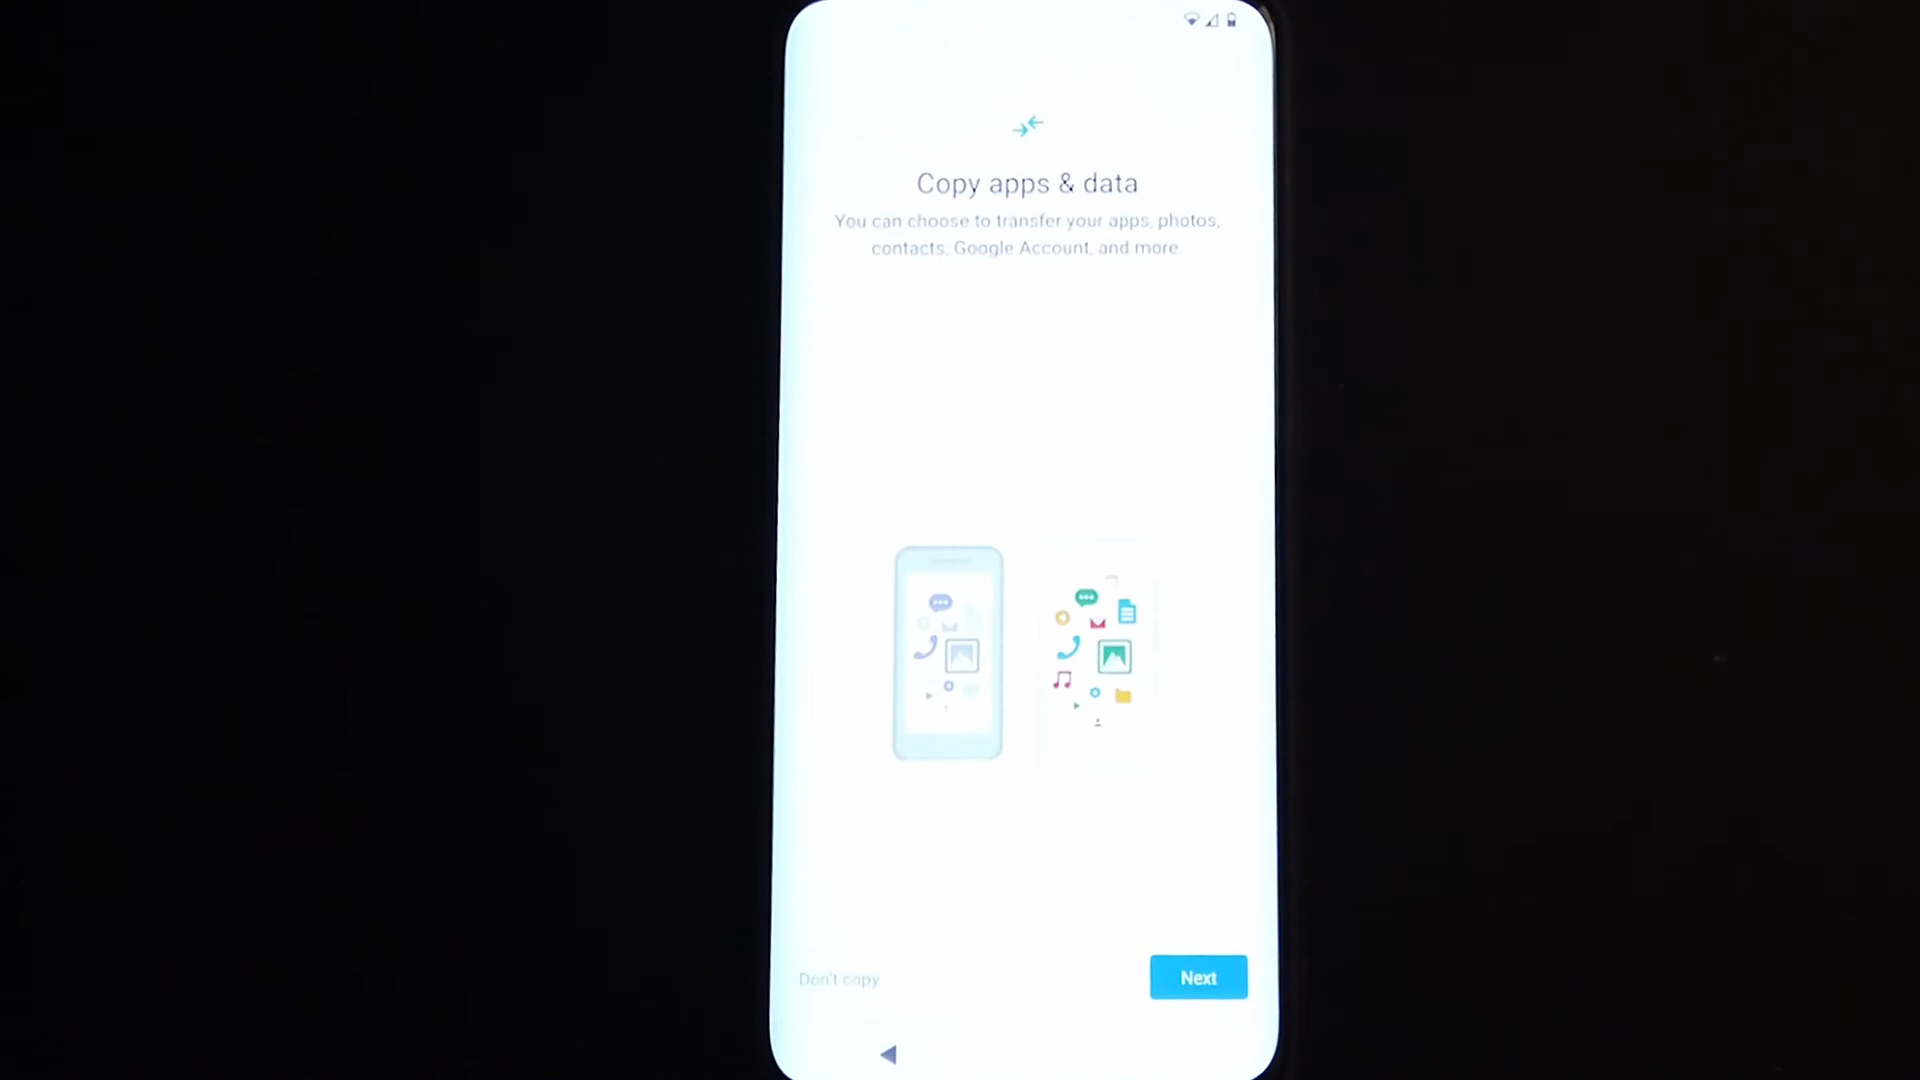 Copy apps & data
You can choose to transfer your apps, photos,
contacts, Google Account, and more
Don't copy
Next